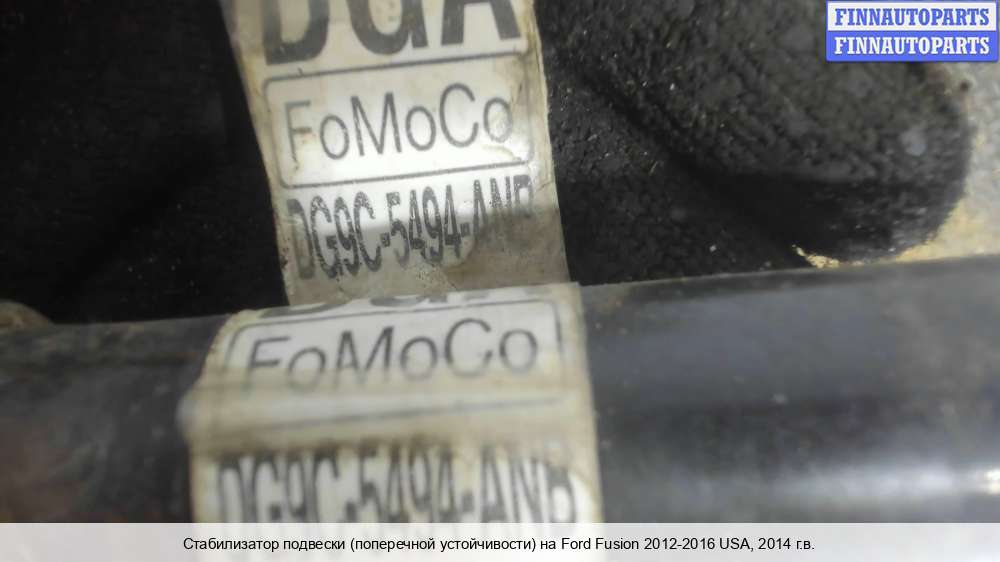 FINNAUTOPARTS
FINNAUTOPARTS
DGA
FoMoCo
DG9C-5494-ANB
FoMoCo
DG9C-5494-ANB
Стабилизатор подвески (поперечной устойчивости) на Ford Fusion 2012-2016 USA, 2014 г.в.